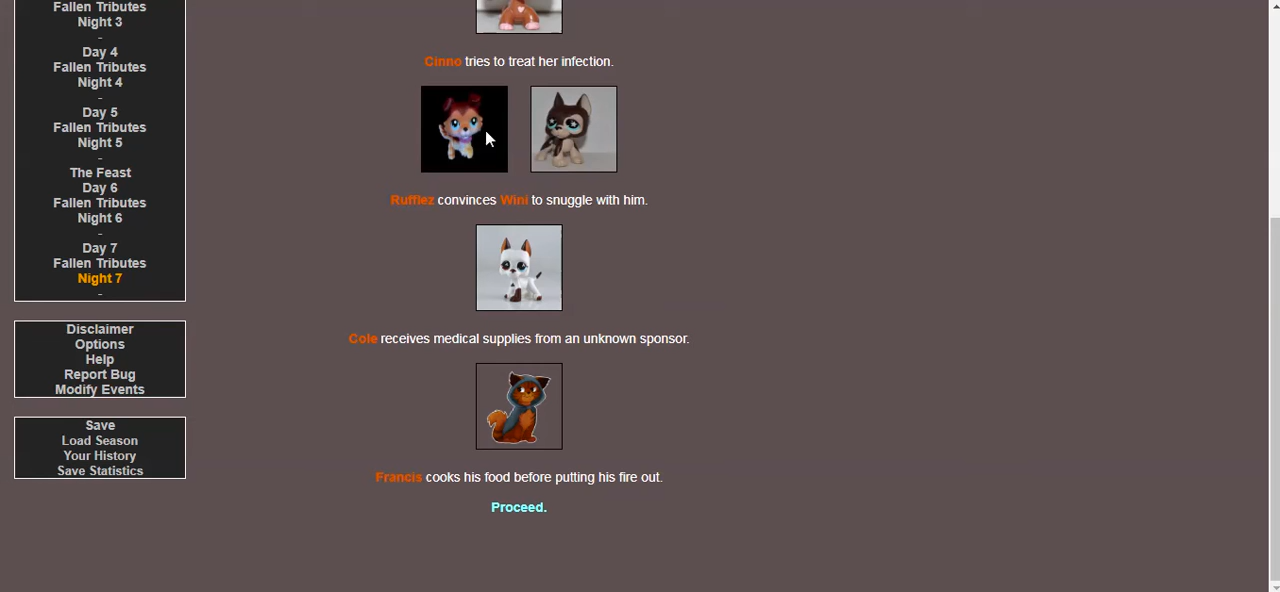 Fallen Tributes
Night 3
-
Day 4
Fallen Tributes
Night 4
-
Day 5
Fallen Tributes
Night 5
-
The Feast
Day 6
Fallen Tributes
Night 6
-
Day 7
Fallen Tributes
Night 7
-
Disclaimer
Options
Help
Report Bug
Modify Events
Save
Load Season
Your History
Save Statistics
Cinno tries to treat her infection.
Rufflez convinces Wini to snuggle with him.
Cole receives medical supplies from an unknown sponsor.
Francis cooks his food before putting his fire out.
Proceed.